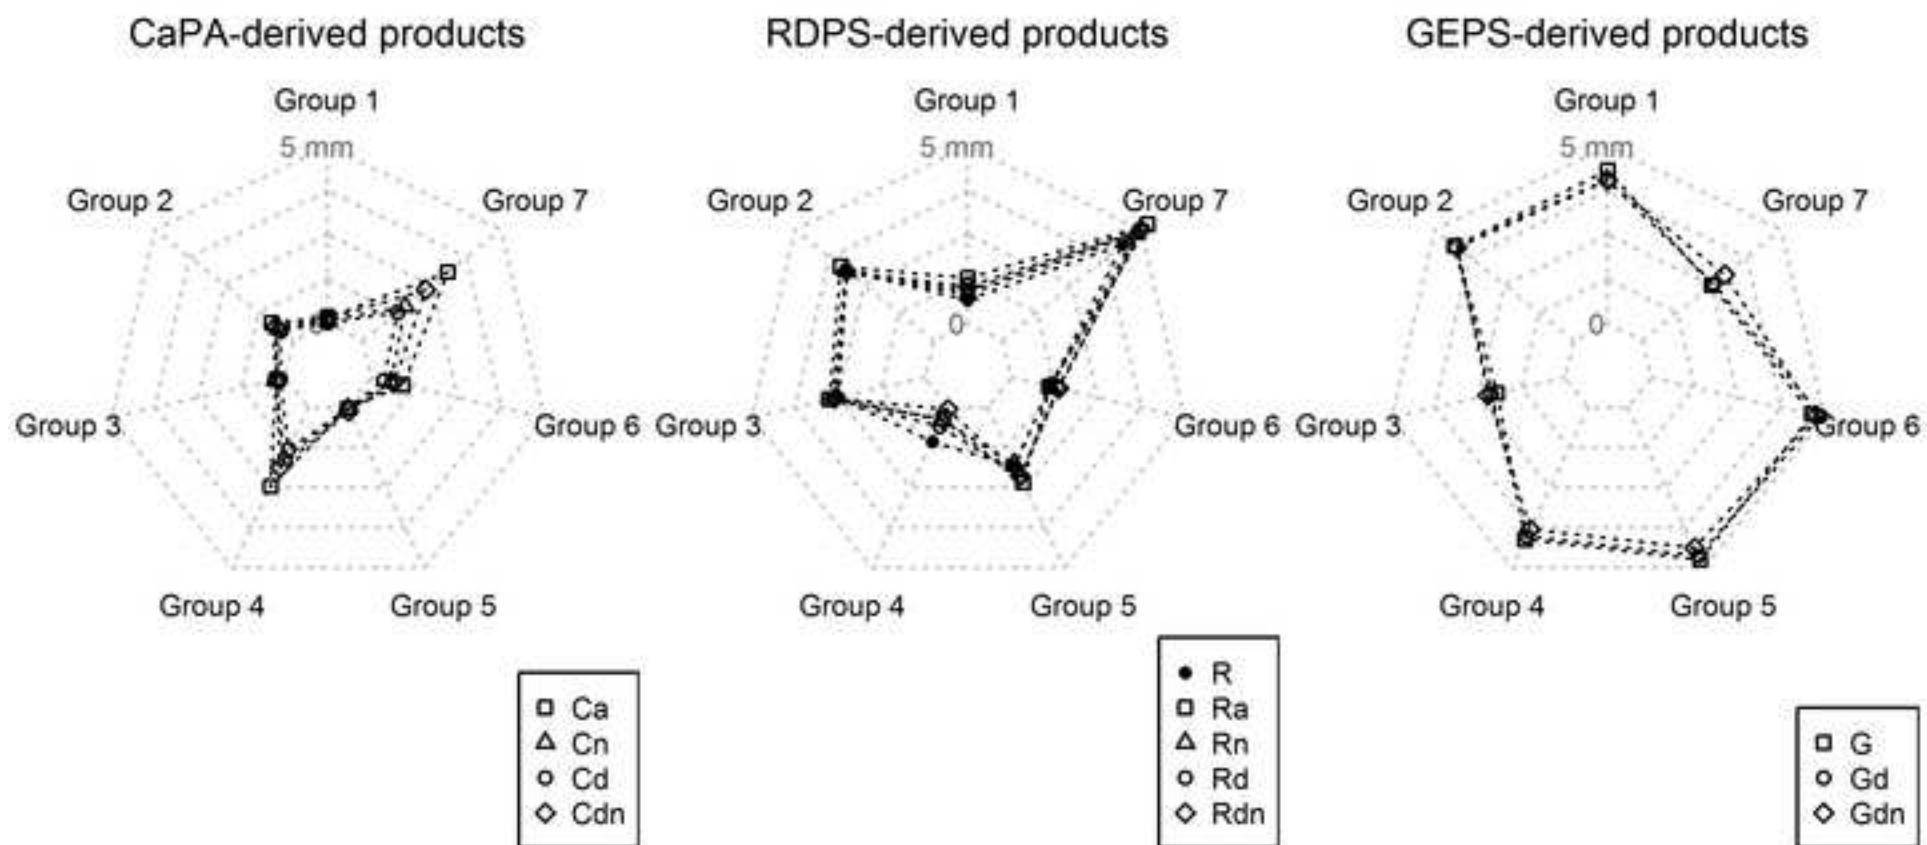 CaPA-derived products
Group 1
5 mm
Group 2
Group 7
0
Group 3
Group 6
Group 4
Group 5
Ca
Cn
Cd
Cdn
RDPS-derived products
Group 1
5 mm
Group 2
Group 7
0
Group 3
Group 6
Group 4
Group 5
R
Ra
Rn
Rd
Rdn
GEPS-derived products
Group 1
5 mm
Group 2
Group 7
0
Group 3
Group 6
Group 4
Group 5
G
Gd
Gdn